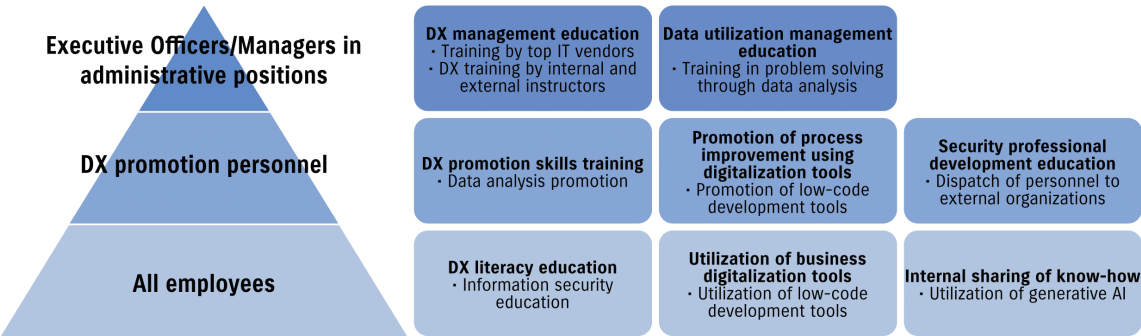 Executive Officers/Managers in
administrative positions
DX management education
・Training by top IT vendors
・DX training by internal and
external instructors
Data utilization management
education
・Training in problem solving
through data analysis
DX promotion personnel
DX promotion skills training
・Data analysis promotion
Promotion of process
improvement using
digitalization tools
・Promotion of low-code
development tools
Security professional
development education
・Dispatch of personnel to
external organizations
All employees
DX literacy education
・Information security
education
Utilization of business
digitalization tools
・Utilization of low-code
development tools
Internal sharing of know-how
・Utilization of generative AI